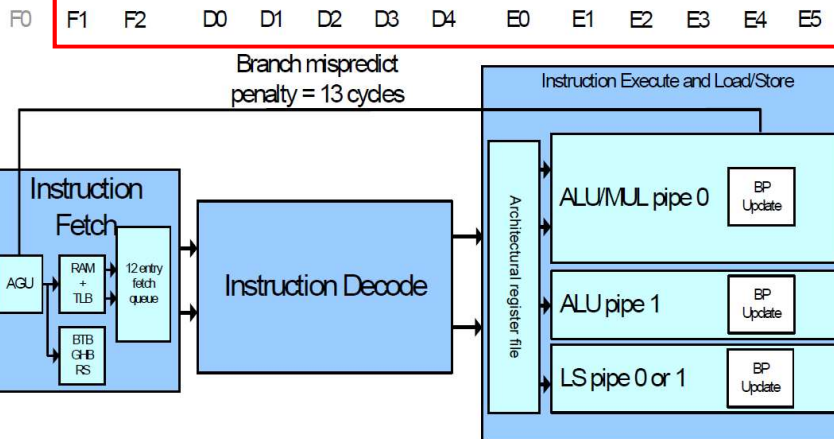 F0 F1 F2 D0 D1 D2 D3 D4 E0 E1 E2 E3 E4 E5
Branch mispredict
penalty = 13 cycles
Instruction Execute and Load/Store
Instruction
Fetch
AGU
RAM
+
TLB
BTB
GHB
RS
12 entry
fetch
queue
Instruction Decode
Architectural register file
ALU/MUL pipe 0
BP
Update
ALU pipe 1
BP
Update
LS pipe 0 or 1
BP
Update